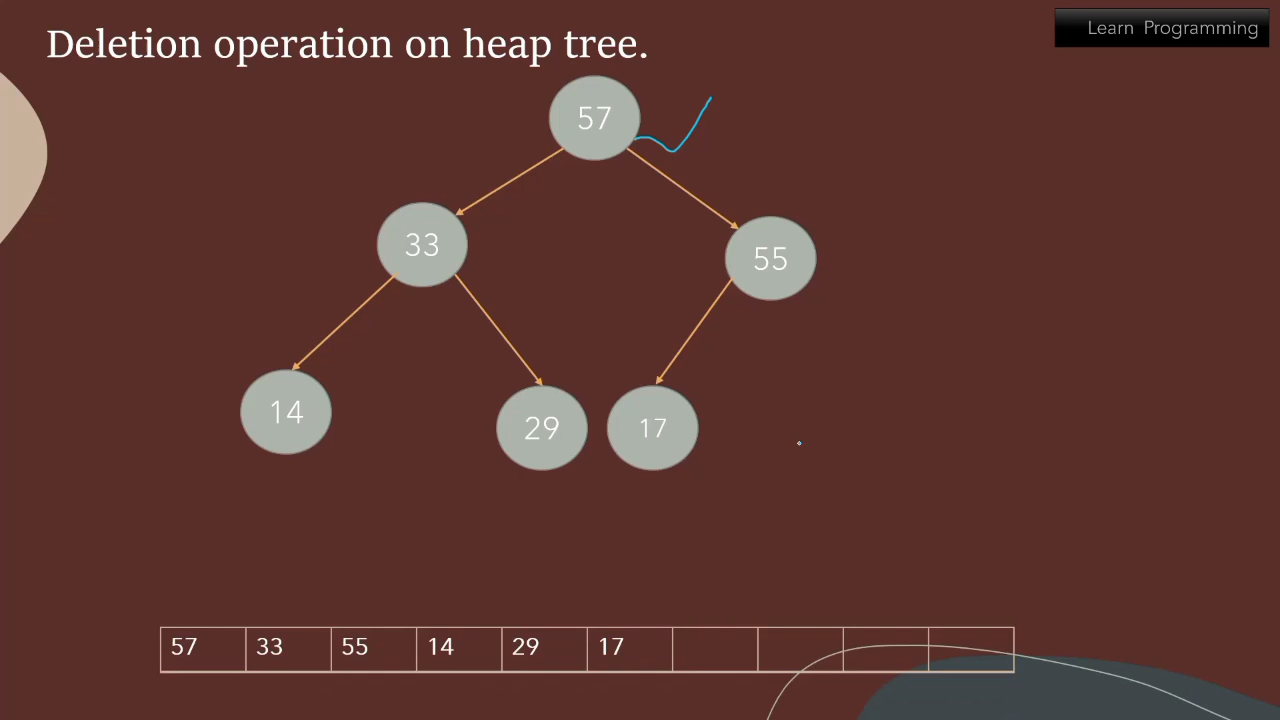 Deletion operation on heap tree.
Learn Programming
57
33
55
14
29
17
57 33 55 14 29 17